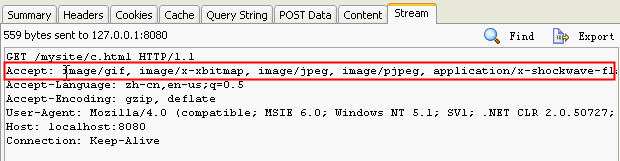 Summary Headers Cookies Cache Query String POST Data Content Stream
559 bytes sent to 127.0.0.1:8080 Find Export
GET /mysite/c.html HTTP/1.1
Accept: image/gif, image/x-xbitmap, image/jpeg, image/pjpeg, application/x-shockwave-fl
Accept-Language: zh-cn,en-us;q=0.5
Accept-Encoding: gzip, deflate
User-Agent: Mozilla/4.0 (compatible; MSIE 6.0; Windows NT 5.1; SV1; .NET CLR 2.0.50727;
Host: localhost:8080
Connection: Keep-Alive